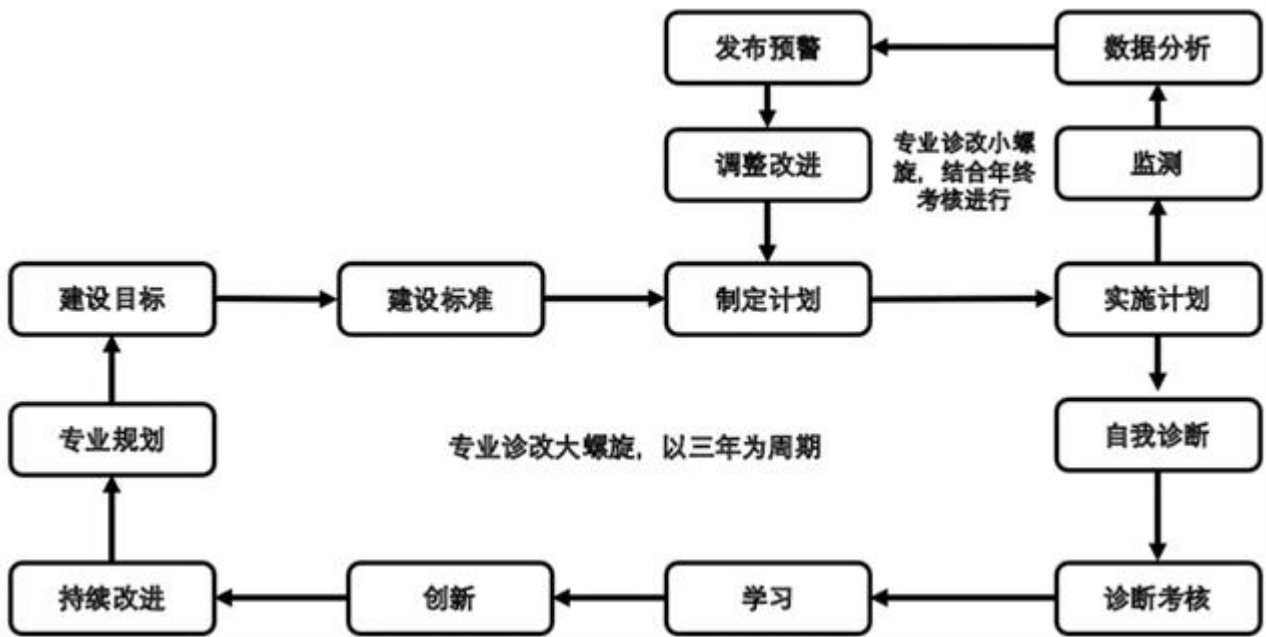 发布预警
数据分析
调整改进
专业诊改小螺
旋，结合年终
考核进行
监测
建设目标
建设标准
制定计划
实施计划
专业规划
专业诊改大螺旋，以三年为周期
自我诊断
持续改进
创新
学习
诊断考核